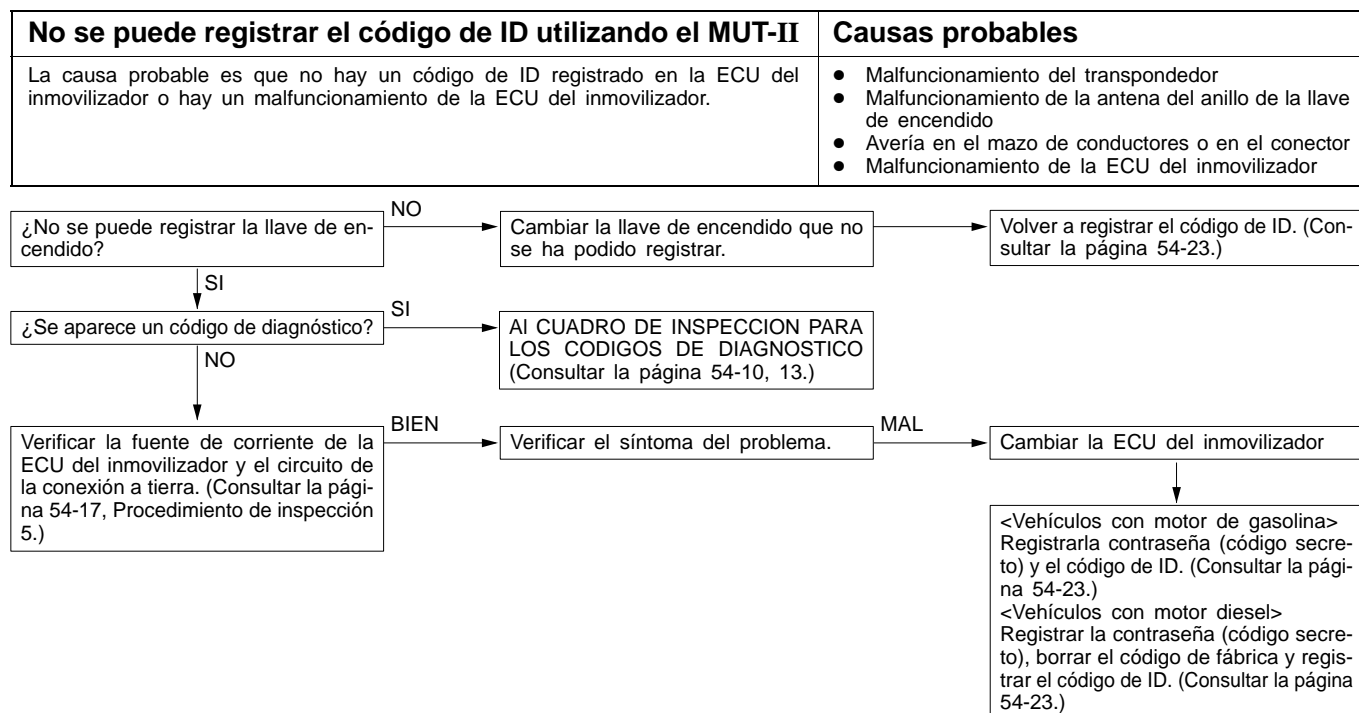 No se puede registrar el código de ID utilizando el MUT-II
Causas probables
La causa probable es que no hay un código de ID registrado en la ECU del
inmovilizador o hay un malfuncionamiento de la ECU del inmovilizador.
● Malfuncionamiento del transpondedor
● Malfuncionamiento de la antena del anillo de la llave
de encendido
● Avería en el mazo de conductores o en el conector
● Malfuncionamiento de la ECU del inmovilizador
¿No se puede registrar la llave de en-
cendido?
NO
Cambiar la llave de encendido que no
se ha podido registrar.
Volver a registrar el código de ID. (Con-
sultar la página 54-23.)
SI
¿Se aparece un código de diagnóstico?
SI
Al CUADRO DE INSPECCION PARA
LOS CODIGOS DE DIAGNOSTICO
(Consultar la página 54-10, 13.)
NO
Verificar la fuente de corriente de la
ECU del inmovilizador y el circuito de
la conexión a tierra. (Consultar la pági-
na 54-17, Procedimiento de inspección
5.)
BIEN
Verificar el síntoma del problema.
MAL
Cambiar la ECU del inmovilizador
<Vehículos con motor de gasolina>
Registrarla contraseña (código secre-
to) y el código de ID. (Consultar la pági-
na 54-23.)
<Vehículos con motor diesel>
Registrar la contraseña (código secre-
to), borrar el código de fábrica y regis-
trar el código de ID. (Consultar la página
54-23.)